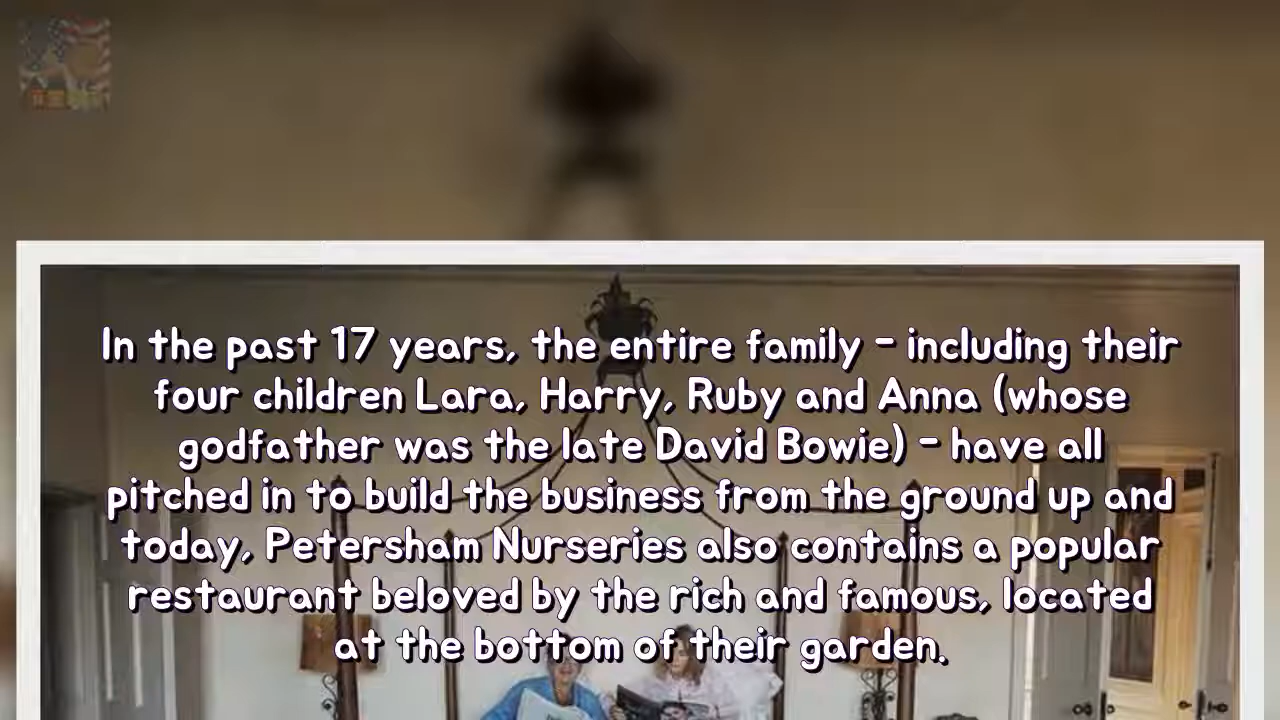 In the past 17 years, the entire family - including their
four children Lara, Harry, Ruby and Anna (whose
godfather was the late David Bowie) - have all
pitched in to build the business from the ground up and
today, Petersham Nurseries also contains a popular
restaurant beloved by the rich and famous, located
at the bottom of their garden.